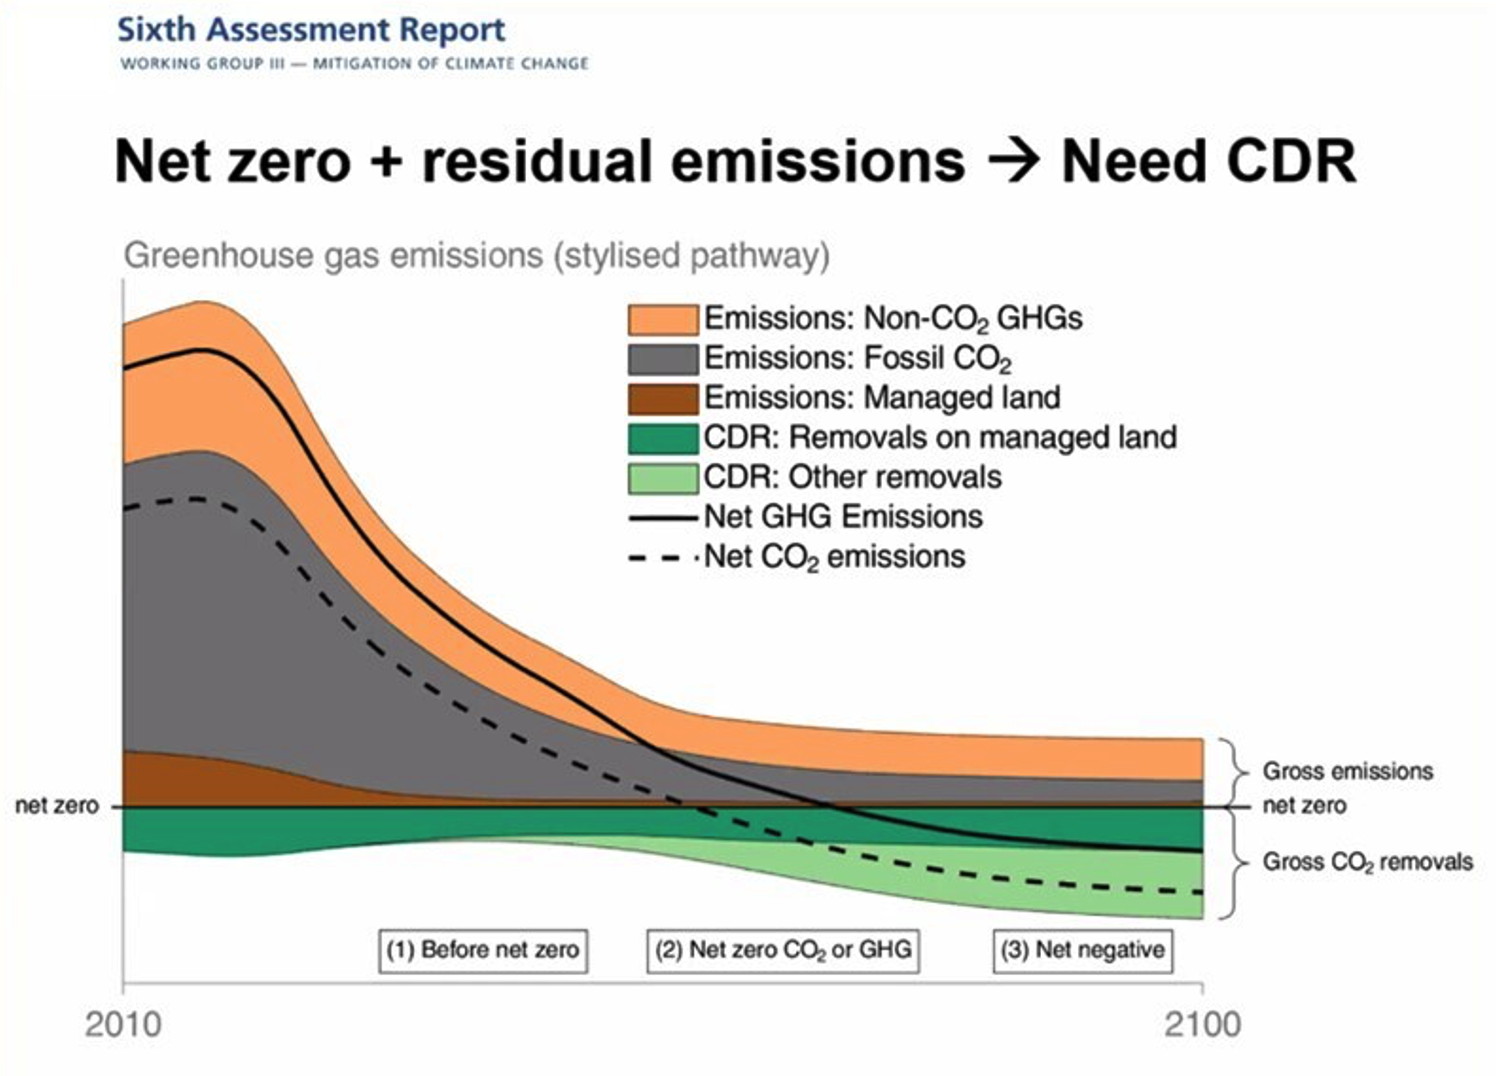 Sixth Assessment Report
WORKING GROUP III — MITIGATION OF CLIMATE CHANGE
Net zero + residual emissions → Need CDR
Greenhouse gas emissions (stylised pathway)
Emissions: Non-CO₂ GHGs
Emissions: Fossil CO₂
Emissions: Managed land
CDR: Removals on managed land
CDR: Other removals
Net GHG Emissions
Net CO₂ emissions
Gross emissions
net zero
net zero
Gross CO₂ removals
(1) Before net zero
(2) Net zero CO₂ or GHG
(3) Net negative
2010
2100